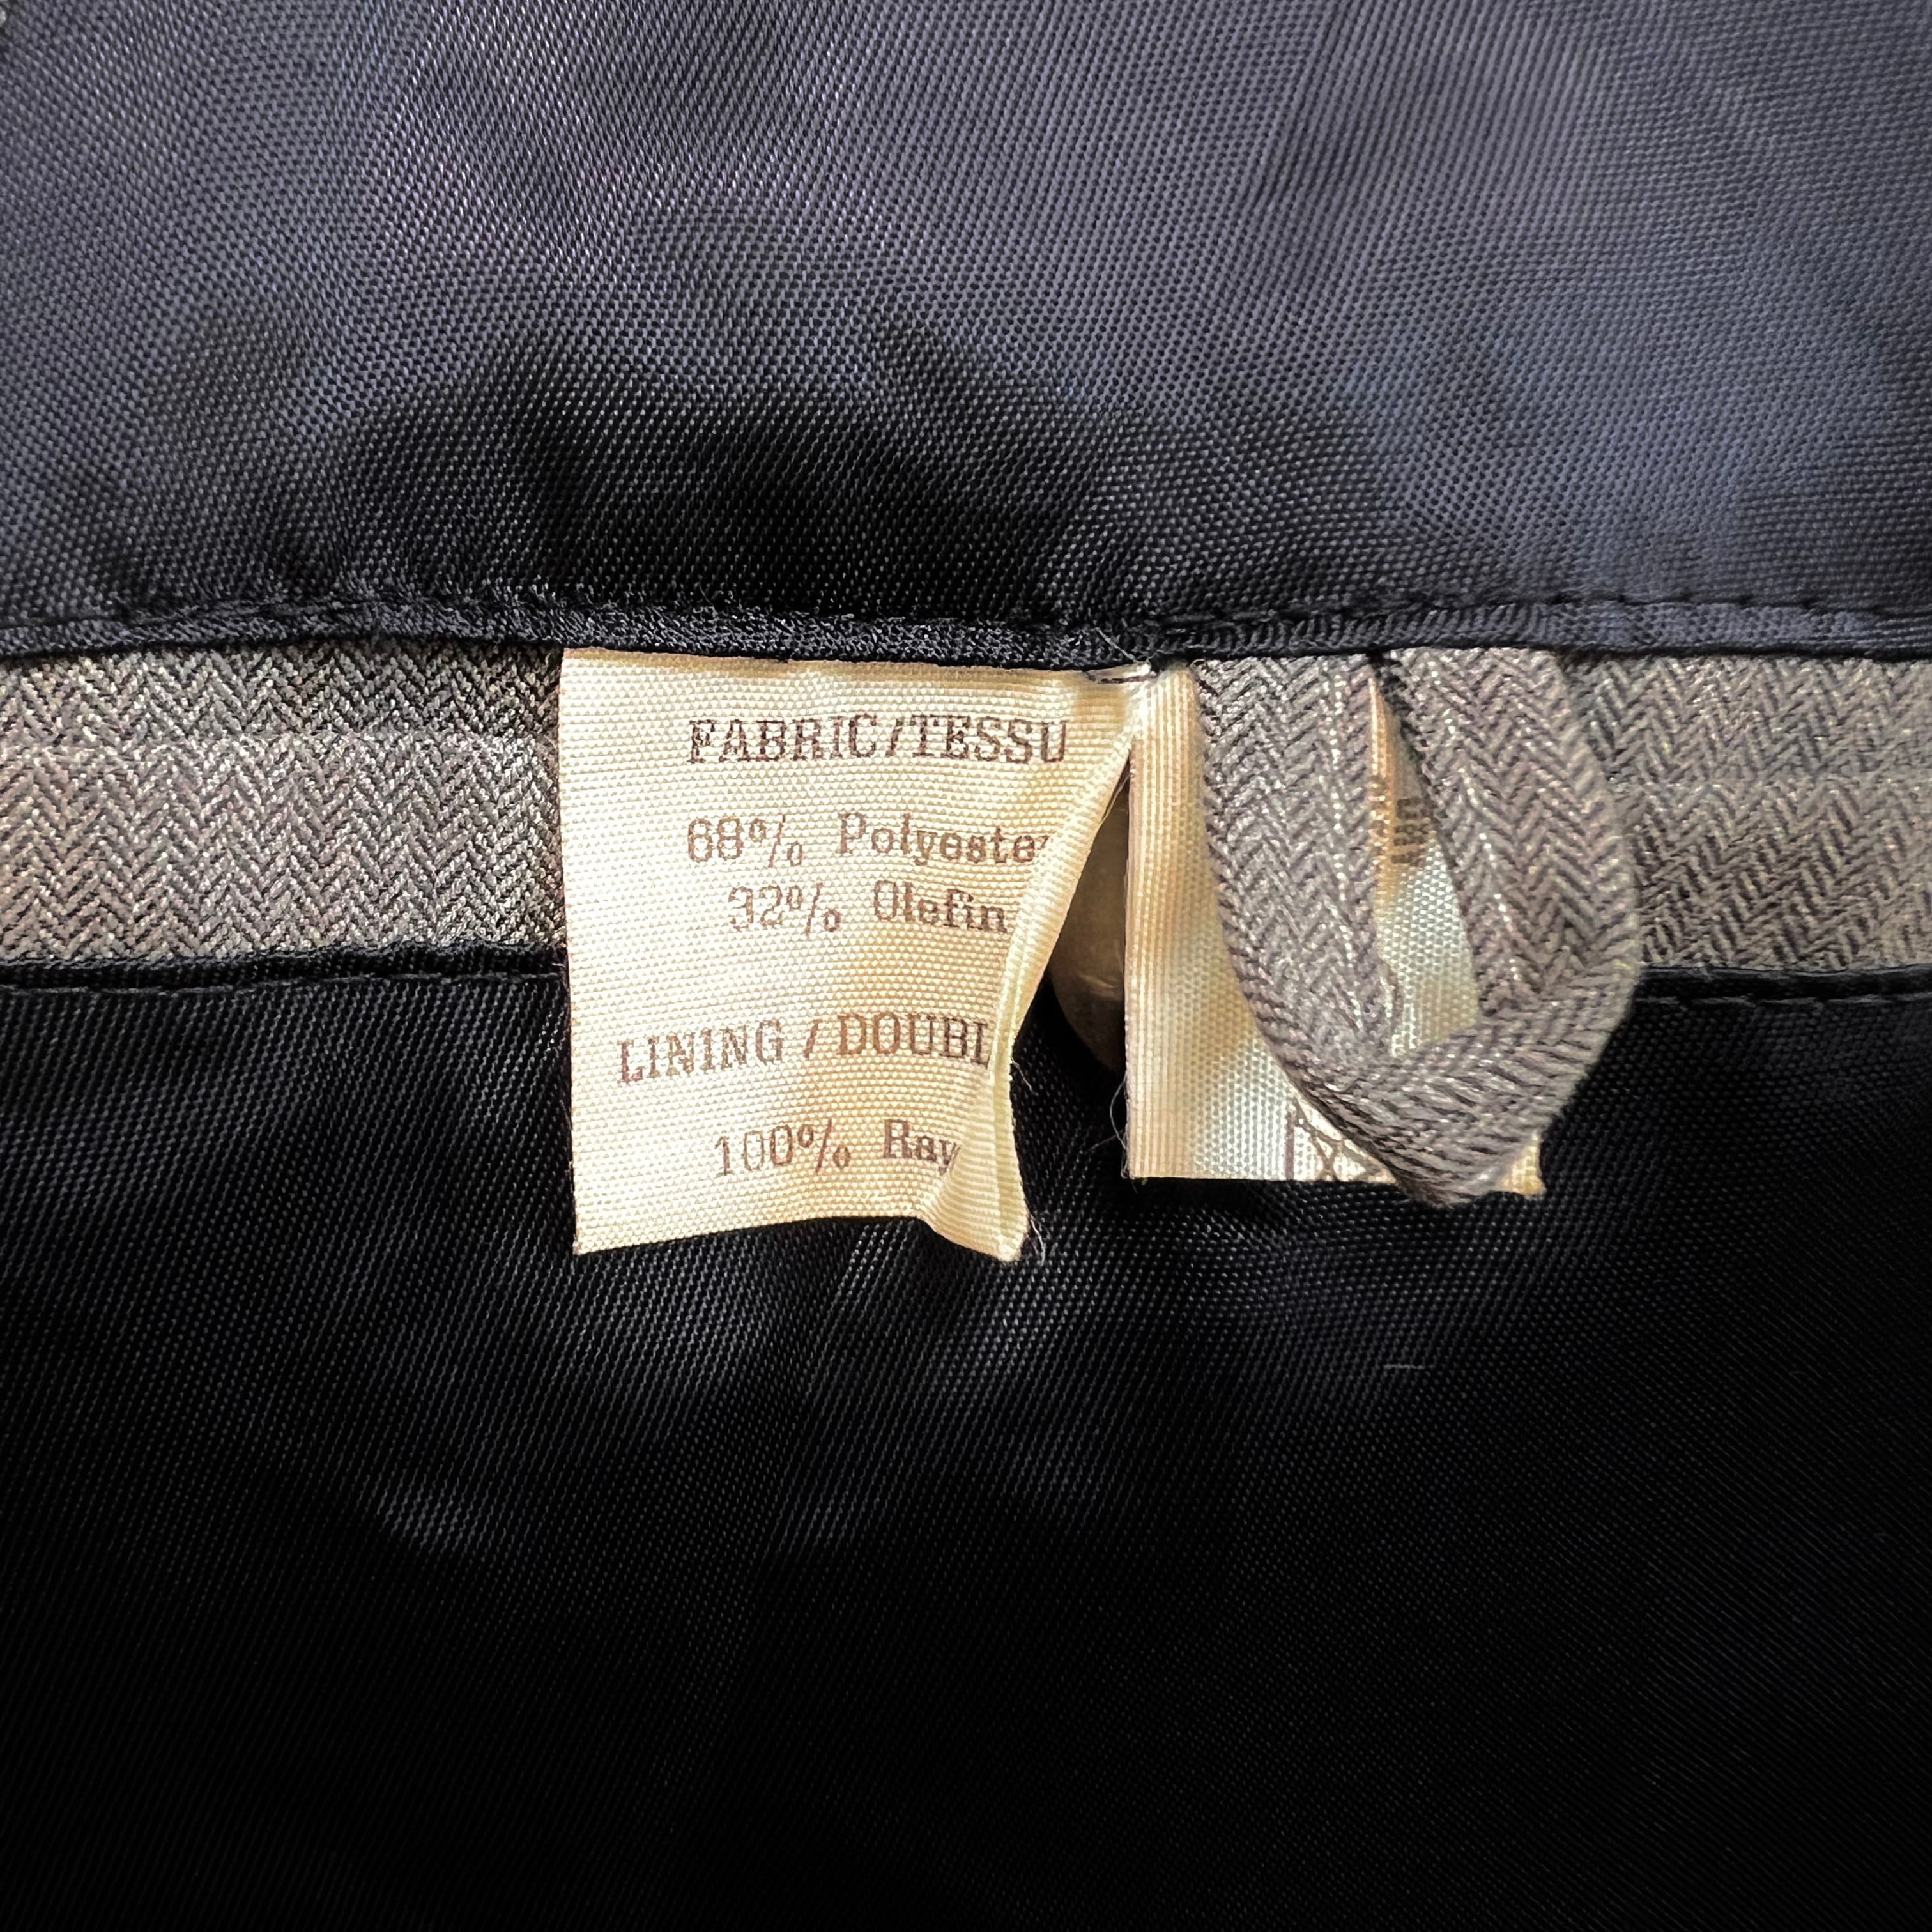 FABRIC/TESSU
68% Polyester
32% Olefin
LINING / DOUBL
100% Ray